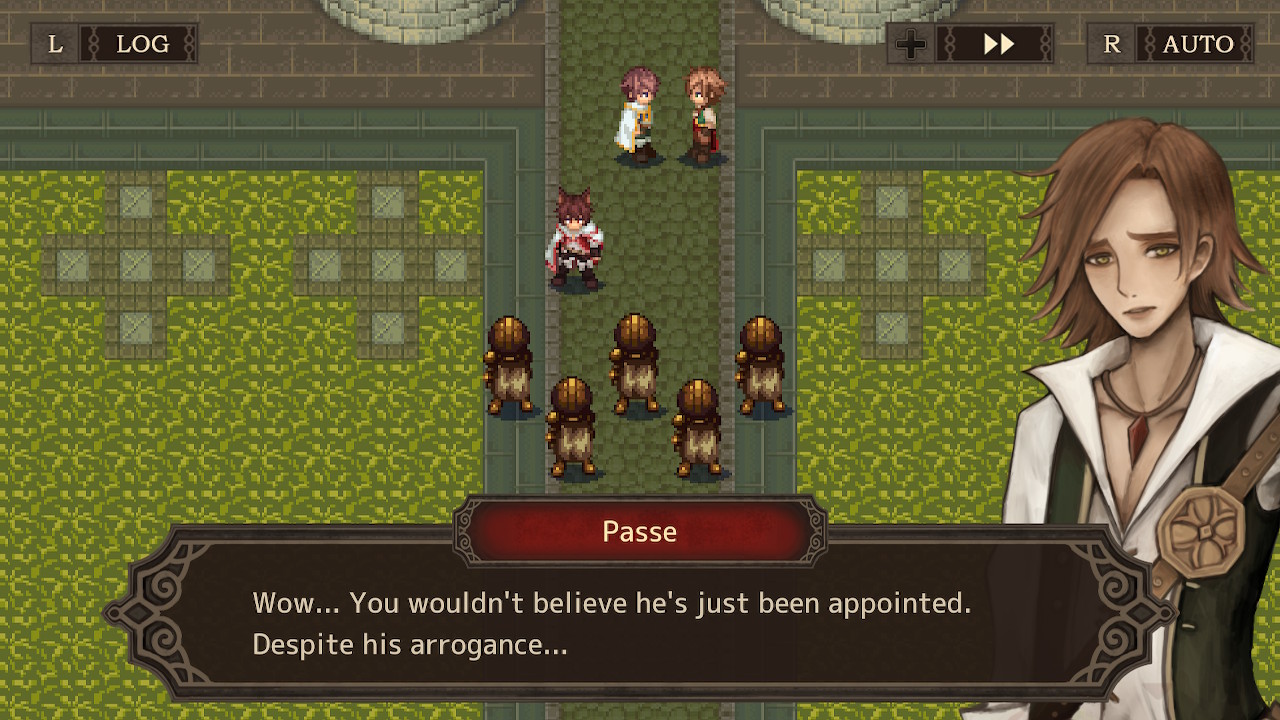 L LOG
R AUTO
Passe
Wow... You wouldn't believe he's just been appointed.
Despite his arrogance...